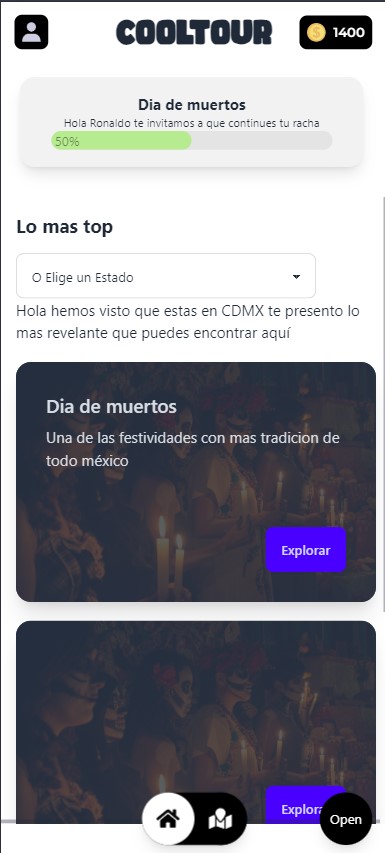 COOLTOUR
1400
Dia de muertos
Hola Ronaldo te invitamos a que continues tu racha
50%
Lo mas top
O Elige un Estado
Hola hemos visto que estas en CDMX te presento lo
mas revelante que puedes encontrar aquí
Dia de muertos
Una de las festividades con mas tradicion de
todo méxico
Explorar
Explora
Open